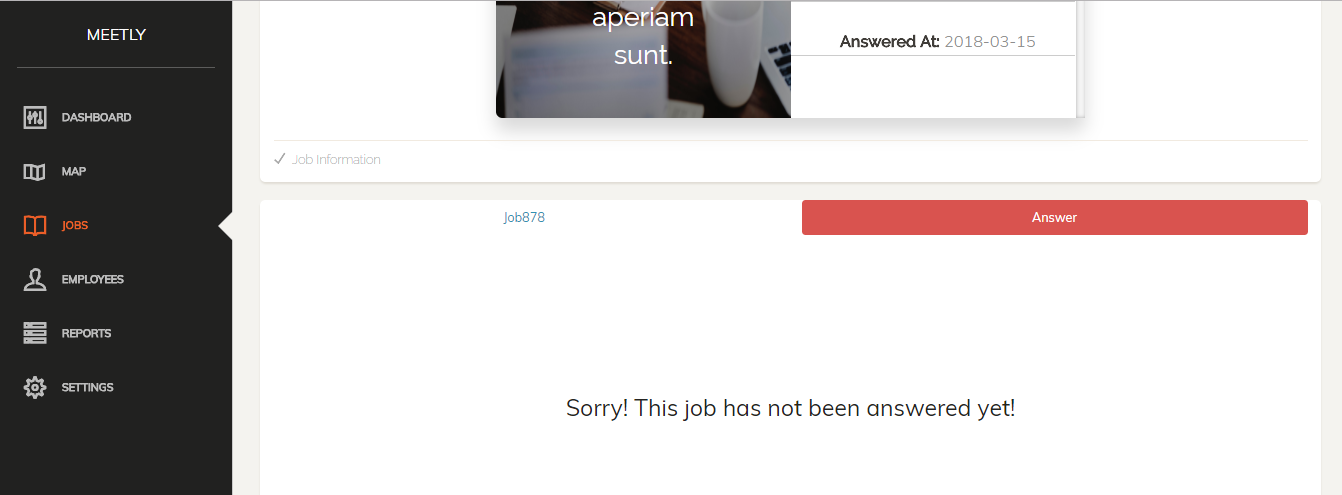 MEETLY
DASHBOARD
MAP
JOBS
EMPLOYEES
REPORTS
SETTINGS
aperiam
sunt.
Answered At: 2018-03-15
Job Information
Job878
Answer
Sorry! This job has not been answered yet!